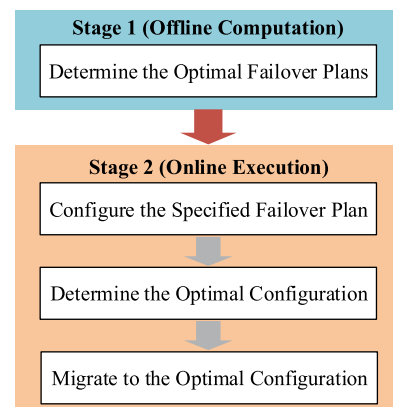 Stage 1 (Offline Computation)
Determine the Optimal Failover Plans
Stage 2 (Online Execution)
Configure the Specified Failover Plan
Determine the Optimal Configuration
Migrate to the Optimal Configuration